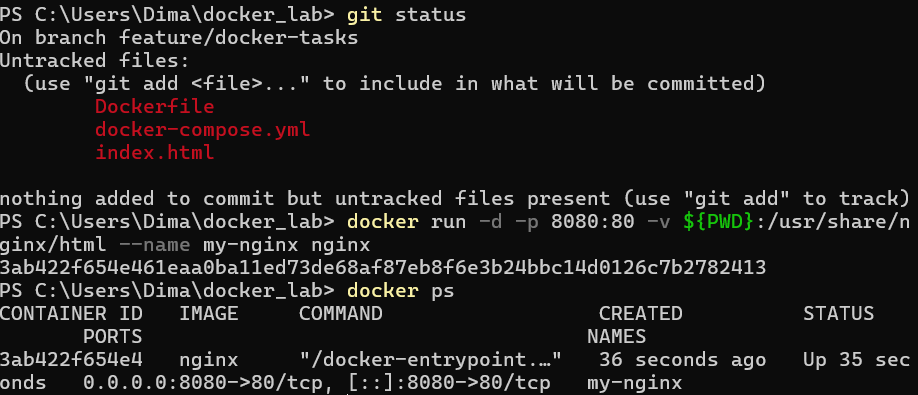 PS C:\Users\Dima\docker_lab> git status
On branch feature/docker-tasks
Untracked files:
  (use "git add <file>..." to include in what will be committed)
        Dockerfile
        docker-compose.yml
        index.html

nothing added to commit but untracked files present (use "git add" to track)
PS C:\Users\Dima\docker_lab> docker run -d -p 8080:80 -v ${PWD}:/usr/share/n
ginx/html --name my-nginx nginx
3ab422f654e461eaa0ba11ed73de68af87eb8f6e3b24bbc14d0126c7b2782413
PS C:\Users\Dima\docker_lab> docker ps
CONTAINER ID   IMAGE     COMMAND                  CREATED          STATUS
       PORTS                                     NAMES
3ab422f654e4   nginx     "/docker-entrypoint.…"   36 seconds ago   Up 35 sec
onds   0.0.0.0:8080->80/tcp, [::]:8080->80/tcp   my-nginx